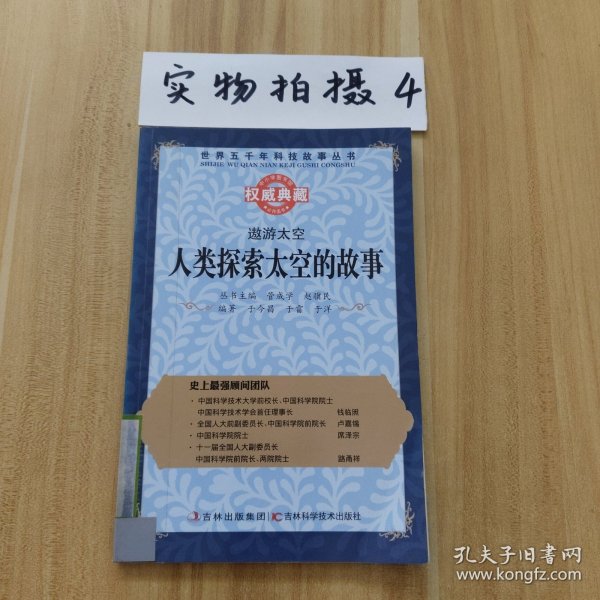 实物拍摄4
世界五千年科技故事丛书
SHIJIE WU QIAN NIAN KEJI GUSHI CONGSHU
权威典藏
遨游太空
人类探索太空的故事
丛书主编 管成学 赵骥民
编著 于今昌 于雷 于洋
史上最强顾问团队
·中国科学技术大学前校长、中国科学院院士
中国科学技术学会首任理事长 钱临照
·全国人大前副委员长、中国科学院前院长 卢嘉锡
·中国科学院院士 席泽宗
·十一届全国人大副委员长
中国科学院前院长、两院院士 路甬祥
吉林出版集团 吉林科学技术出版社
孔夫子旧书网
www.kongfz.com